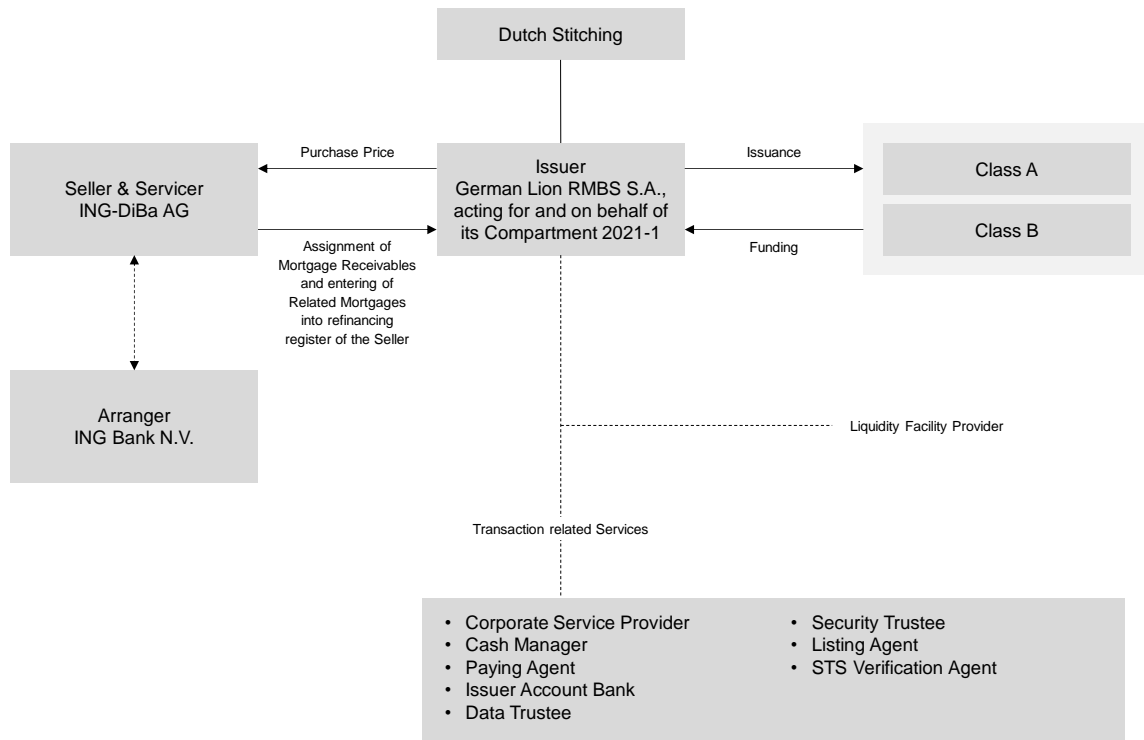 Dutch Stitching
Purchase Price
Seller & Servicer
ING-DiBa AG
Assignment of
Mortgage Receivables
and entering of
Related Mortgages
into refinancing
register of the Seller
Issuer
German Lion RMBS S.A.,
acting for and on behalf of
its Compartment 2021-1
Issuance
Funding
Class A
Class B
Arranger
ING Bank N.V.
Liquidity Facility Provider
Transaction related Services
• Corporate Service Provider
• Cash Manager
• Paying Agent
• Issuer Account Bank
• Data Trustee
• Security Trustee
• Listing Agent
• STS Verification Agent